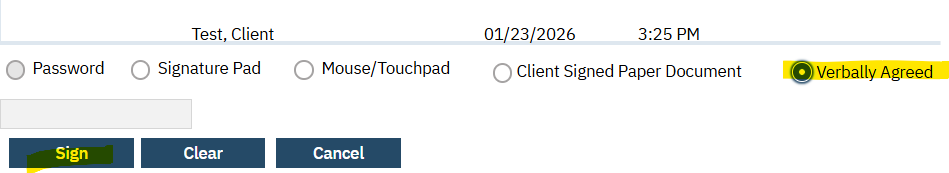 Test, Client 01/23/2026 3:25 PM
Password Signature Pad Mouse/Touchpad Client Signed Paper Document Verbally Agreed
Sign Clear Cancel